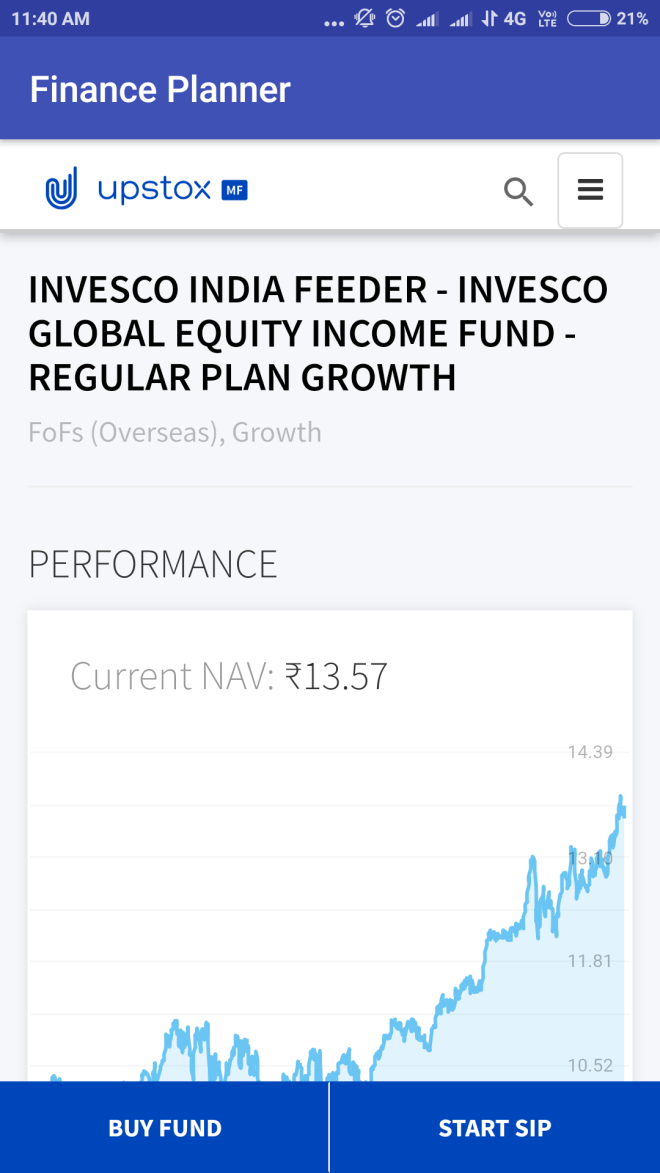 11:40 AM ... 4G Vo)) LTE 21%
Finance Planner
upstox MF
INVESCO INDIA FEEDER - INVESCO
GLOBAL EQUITY INCOME FUND -
REGULAR PLAN GROWTH
FoFs (Overseas), Growth
PERFORMANCE
Current NAV: ₹13.57
14.39
13.10
11.81
10.52
BUY FUND START SIP